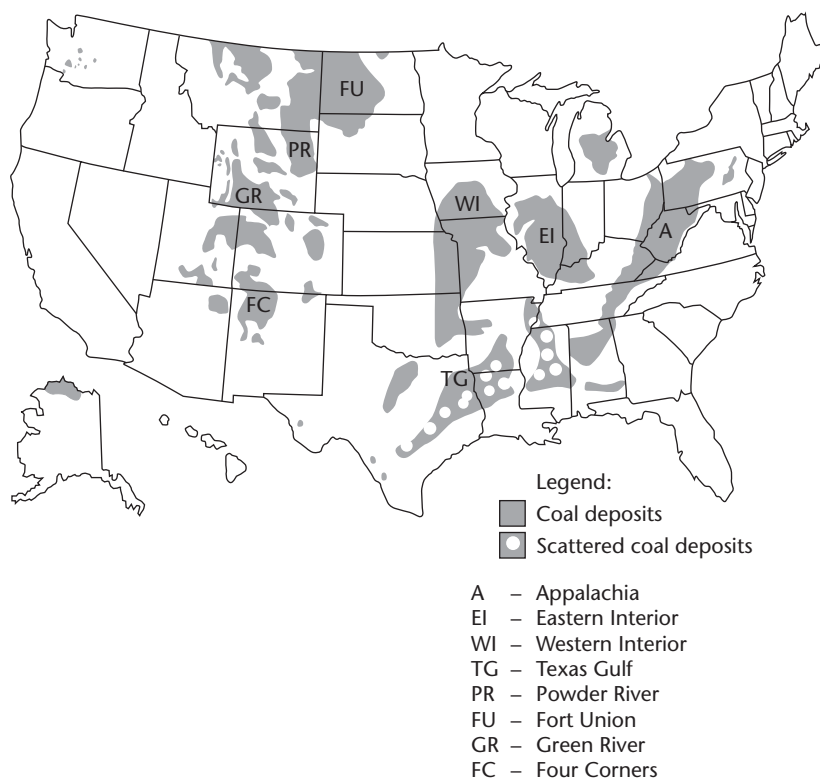 FU
PR
GR
WI
EI
A
FC
TG
Legend:
Coal deposits
Scattered coal deposits
A – Appalachia
EI – Eastern Interior
WI – Western Interior
TG – Texas Gulf
PR – Powder River
FU – Fort Union
GR – Green River
FC – Four Corners